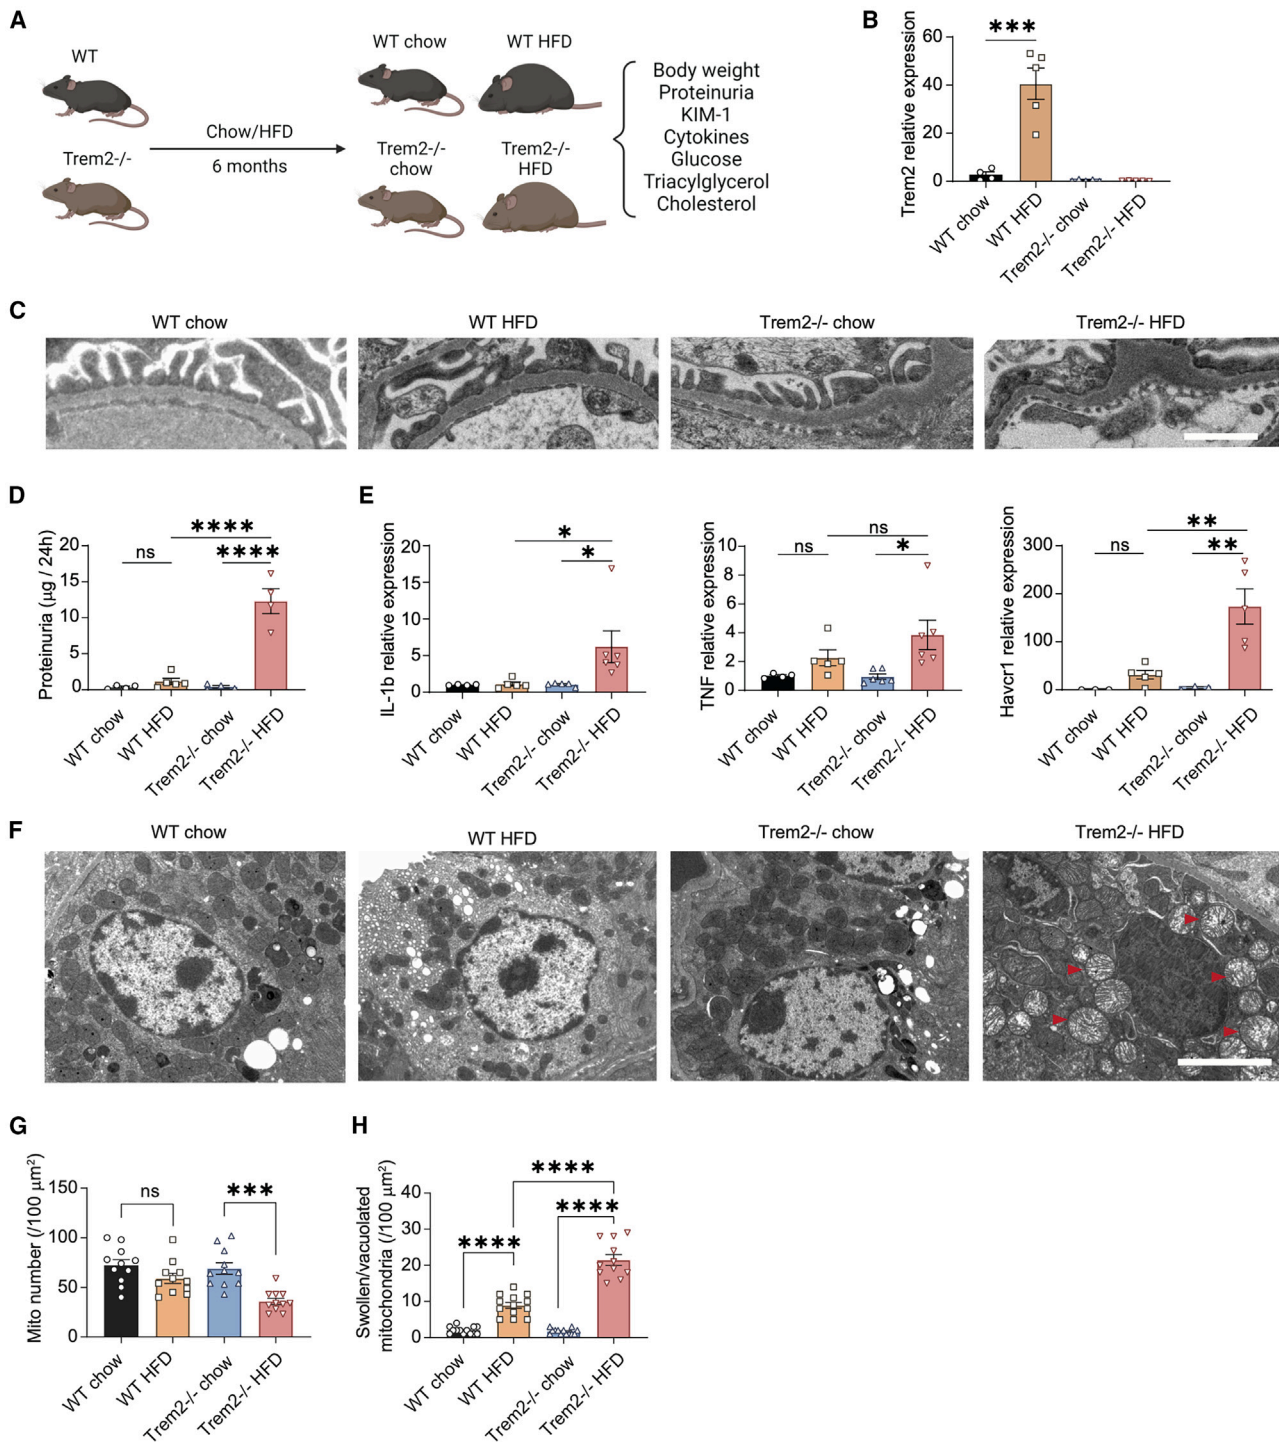 A
WT
Trem2-/-
Chow/HFD
6 months
WT chow
WT HFD
Trem2-/-
chow
Trem2-/-
HFD
Body weight
Proteinuria
KIM-1
Cytokines
Glucose
Triacylglycerol
Cholesterol
B
Trem2 relative expression
60
40
20
0
***
WT chow
WT HFD
Trem2-/- chow
Trem2-/- HFD
C
WT chow
WT HFD
Trem2-/- chow
Trem2-/- HFD
D
Proteinuria (μg / 24h)
20
15
10
5
0
ns
****
****
WT chow
WT HFD
Trem2-/- chow
Trem2-/- HFD
E
IL-1b relative expression
20
15
10
5
0
*
*
WT chow
WT HFD
Trem2-/- chow
Trem2-/- HFD
TNF relative expression
10
8
6
4
2
0
ns
ns
*
WT chow
WT HFD
Trem2-/- chow
Trem2-/- HFD
Havcr1 relative expression
300
200
100
0
ns
**
**
WT chow
WT HFD
Trem2-/- chow
Trem2-/- HFD
F
WT chow
WT HFD
Trem2-/- chow
Trem2-/- HFD
G
Mito number (/100 μm²)
150
100
50
0
ns
***
WT chow
WT HFD
Trem2-/- chow
Trem2-/- HFD
H
Swollen/vacuolated
mitochondria (/100 μm²)
40
30
20
10
0
****
****
****
WT chow
WT HFD
Trem2-/- chow
Trem2-/- HFD